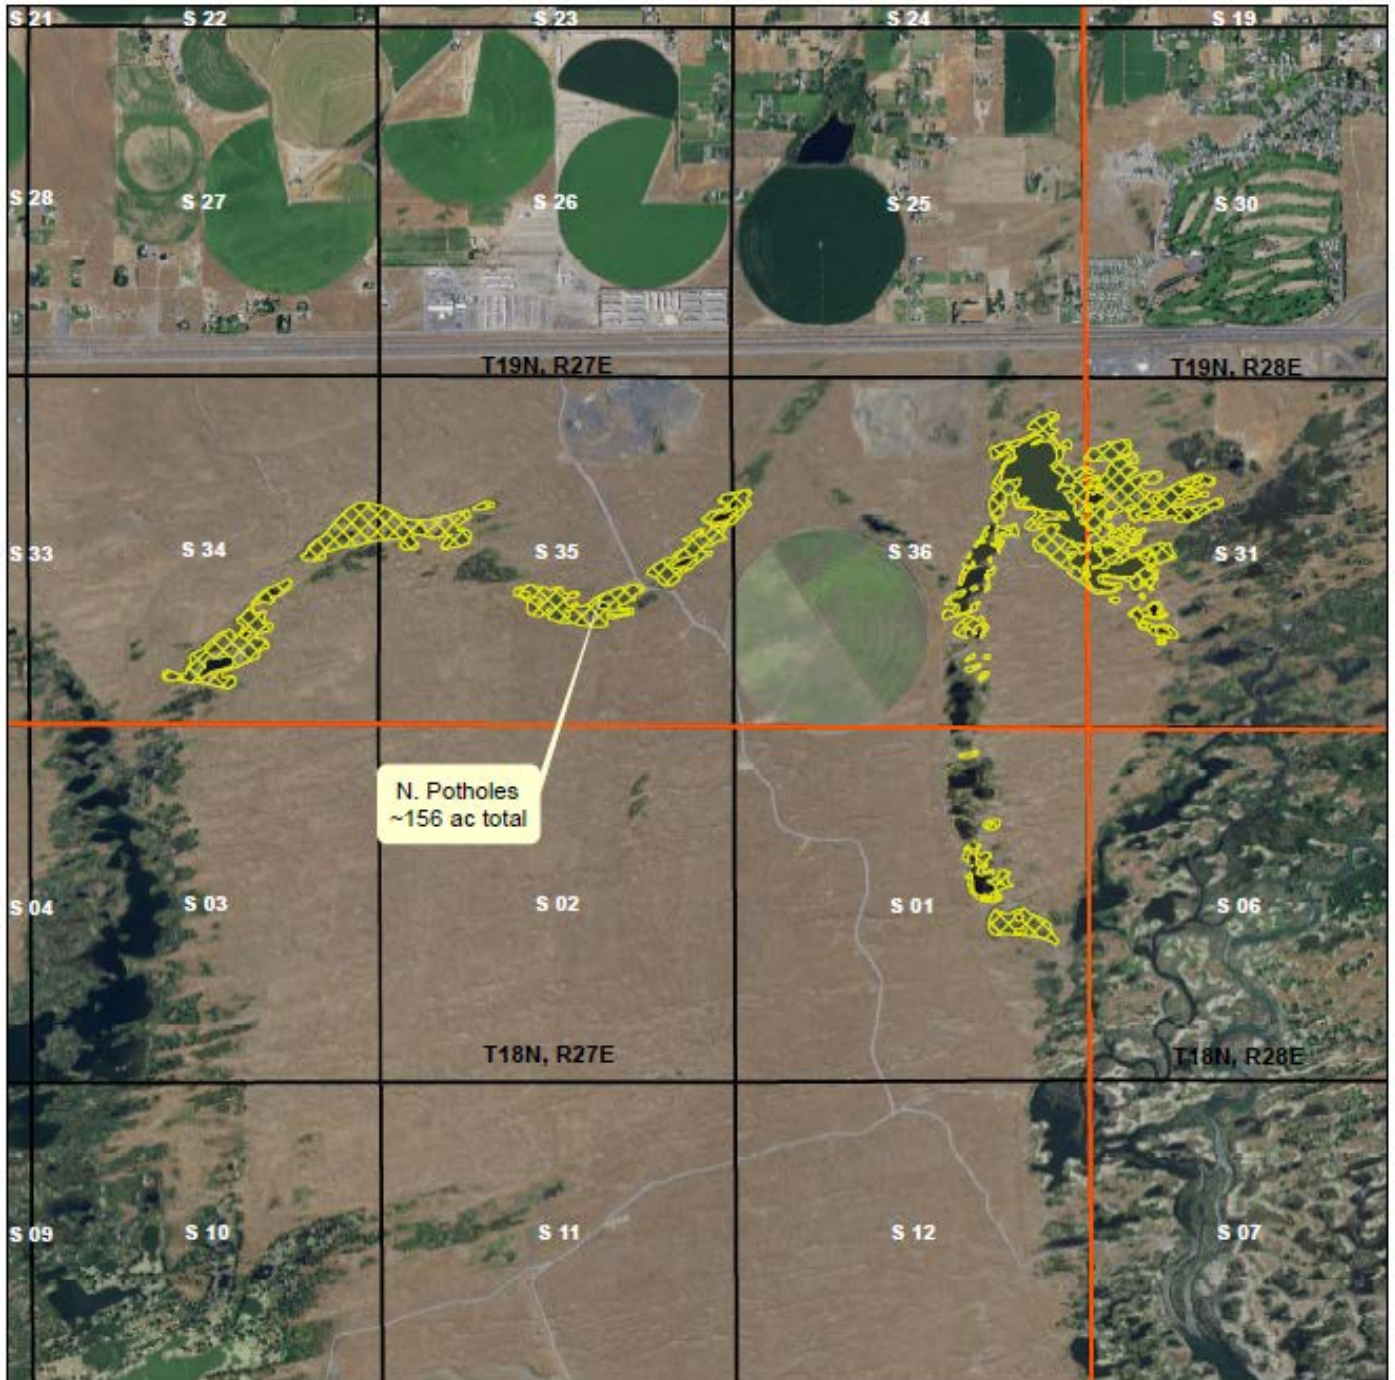 S 21
S 22
S 23
S 24
S 19
S 28
S 27
S 26
S 25
S 30
T19N, R27E
T19N, R28E
S 33
S 34
S 35
S 36
S 31
N. Potholes
~156 ac total
S 04
S 03
S 02
S 01
S 06
T18N, R27E
T18N, R28E
S 09
S 10
S 11
S 12
S 07